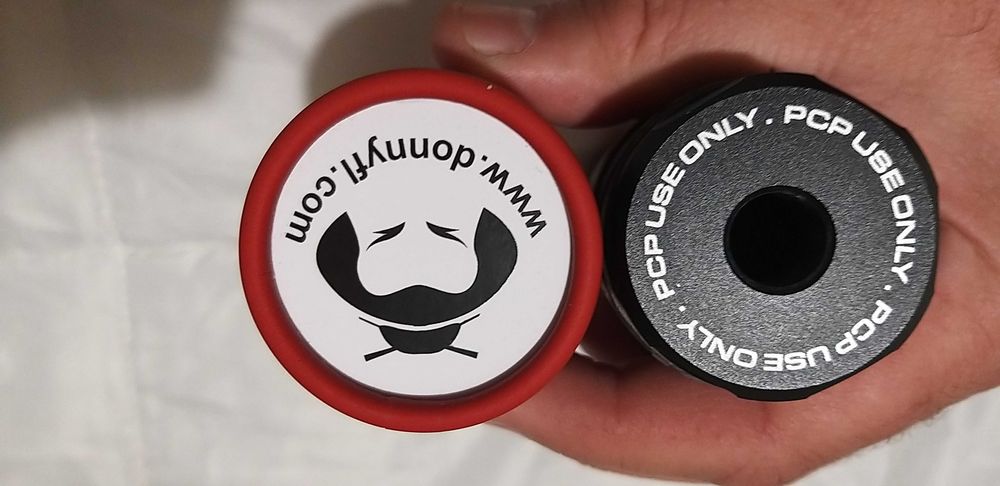 www.donnyfl.com
PCP USE ONLY . PCP USE ONLY . PCP USE ONLY .